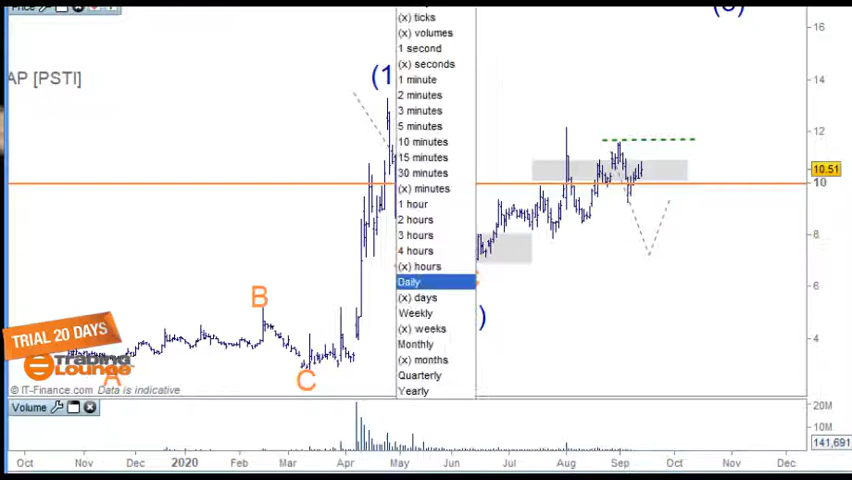 Price
(x) ticks
(x) volumes
1 second
(x) seconds
1 minute
2 minutes
3 minutes
5 minutes
10 minutes
15 minutes
30 minutes
(x) minutes
1 hour
2 hours
3 hours
4 hours
(x) hours
Daily
(x) days
Weekly
(x) weeks
Monthly
(x) months
Quarterly
Yearly
AP [PSTI]
(1
)
16
14
12
10.51
10
8
6
4
B
A
C
TRIAL 20 DAYS
Trading
Lounge
© IT-Finance.com Data is indicative
Volume
20M
10M
141,691
Oct
Nov
Dec
2020
Feb
Mar
Apr
May
Jun
Jul
Aug
Sep
Oct
Nov
Dec